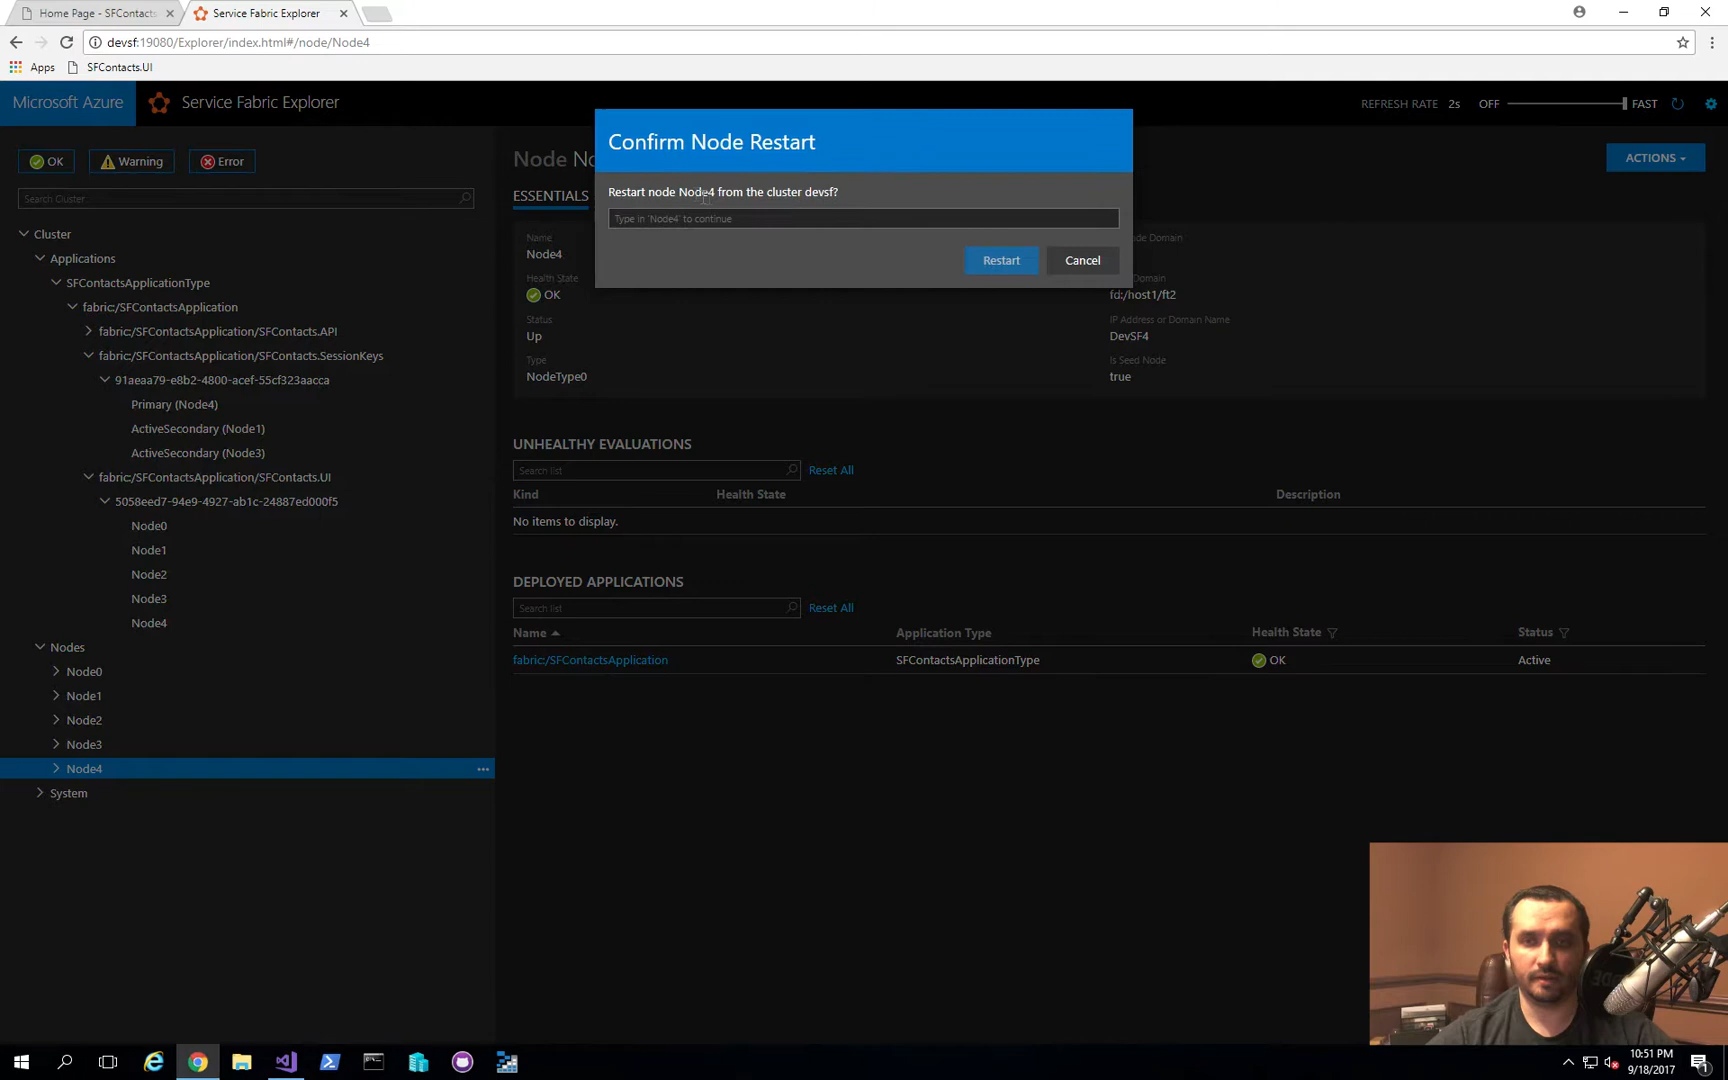 Home Page - SFContacts
Service Fabric Explorer
devsf:19080/Explorer/index.html#/node/Node4
Apps
SFContacts.UI
Microsoft Azure
Service Fabric Explorer
REFRESH RATE 2s OFF FAST
OK
Warning
Error
Search Cluster
Cluster
Applications
SFContactsApplicationType
fabric:/SFContactsApplication
fabric:/SFContactsApplication/SFContacts.API
fabric:/SFContactsApplication/SFContacts.SessionKeys
91aeaa79-e8b2-4800-acef-55cf323aacca
Primary (Node4)
ActiveSecondary (Node1)
ActiveSecondary (Node3)
fabric:/SFContactsApplication/SFContacts.UI
5058eed7-94e9-4927-ab1c-24887ed000f5
Node0
Node1
Node2
Node3
Node4
Nodes
Node0
Node1
Node2
Node3
Node4
System
Node No
ACTIONS
Confirm Node Restart
Restart node Node4 from the cluster devsf?
Type in 'Node4' to continue
Restart
Cancel
ESSENTIALS
Name
Node4
Health State
OK
Status
Up
Type
NodeType0
Domain
Domain
fd:/host1/ft2
IP Address or Domain Name
DevSF4
Is Seed Node
true
UNHEALTHY EVALUATIONS
Search list
Reset All
Kind Health State Description
No items to display.
DEPLOYED APPLICATIONS
Search list
Reset All
Name Application Type Health State Status
fabric:/SFContactsApplication SFContactsApplicationType OK Active
10:51 PM
9/18/2017
1